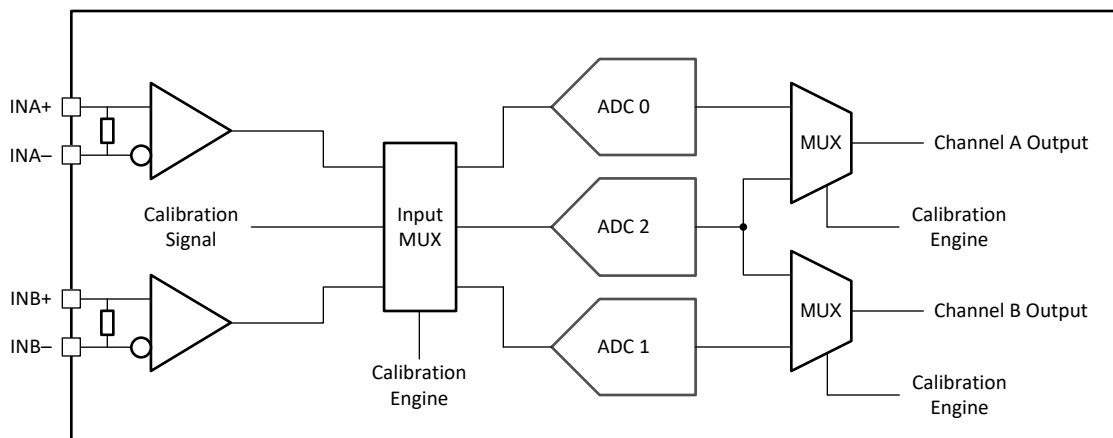 INA+
INA–
Calibration
Signal
INB+
INB–
Input
MUX
Calibration
Engine
ADC 0
ADC 2
ADC 1
MUX
Channel A Output
Calibration
Engine
MUX
Channel B Output
Calibration
Engine